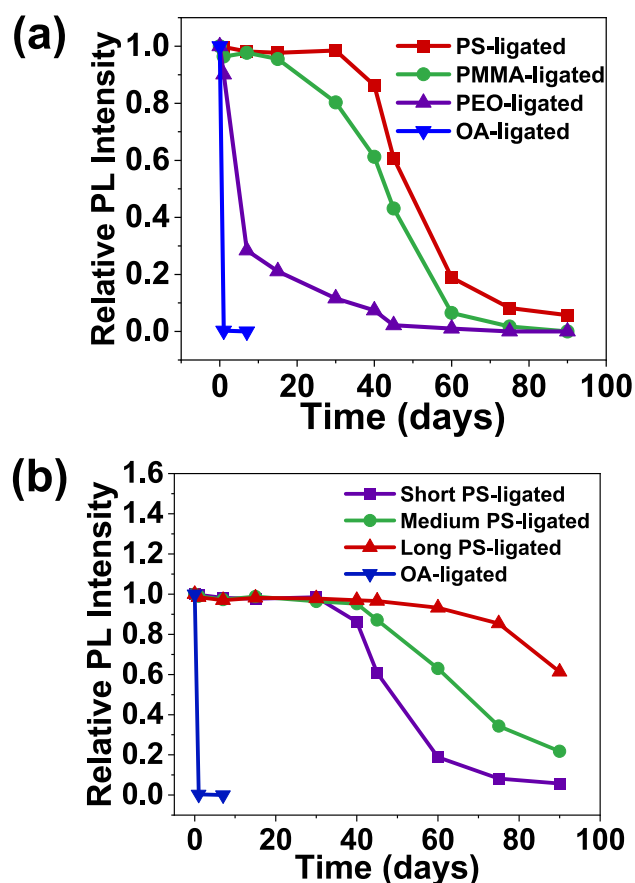 (a)
Relative PL Intensity
1.0
0.8
0.6
0.4
0.2
0.0
PS-ligated
PMMA-ligated
PEO-ligated
OA-ligated
0 20 40 60 80 100
Time (days)
(b)
Relative PL Intensity
1.6
1.4
1.2
1.0
0.8
0.6
0.4
0.2
0.0
Short PS-ligated
Medium PS-ligated
Long PS-ligated
OA-ligated
0 20 40 60 80 100
Time (days)